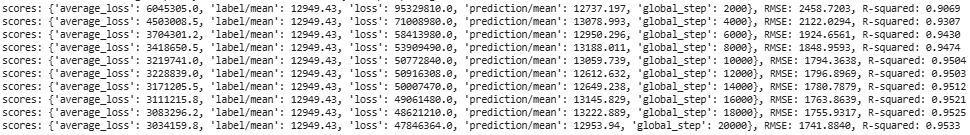 scores: {'average_loss': 6045305.0, 'label/mean': 12949.43, 'loss': 95329810.0, 'prediction/mean': 12737.197, 'global_step': 2000}, RMSE: 2458.7203, R-squared: 0.9069
scores: {'average_loss': 4503008.5, 'label/mean': 12949.43, 'loss': 71008980.0, 'prediction/mean': 13078.993, 'global_step': 4000}, RMSE: 2122.0294, R-squared: 0.9307
scores: {'average_loss': 3704301.2, 'label/mean': 12949.43, 'loss': 58413980.0, 'prediction/mean': 12950.296, 'global_step': 6000}, RMSE: 1924.6561, R-squared: 0.9430
scores: {'average_loss': 3418650.5, 'label/mean': 12949.43, 'loss': 53909490.0, 'prediction/mean': 13188.011, 'global_step': 8000}, RMSE: 1848.9593, R-squared: 0.9474
scores: {'average_loss': 3219741.0, 'label/mean': 12949.43, 'loss': 50772840.0, 'prediction/mean': 13059.739, 'global_step': 10000}, RMSE: 1794.3638, R-squared: 0.9504
scores: {'average_loss': 3228839.0, 'label/mean': 12949.43, 'loss': 50916308.0, 'prediction/mean': 12612.632, 'global_step': 12000}, RMSE: 1796.8969, R-squared: 0.9503
scores: {'average_loss': 3171205.5, 'label/mean': 12949.43, 'loss': 50007470.0, 'prediction/mean': 12649.238, 'global_step': 14000}, RMSE: 1780.7879, R-squared: 0.9512
scores: {'average_loss': 3111215.8, 'label/mean': 12949.43, 'loss': 49061480.0, 'prediction/mean': 13145.829, 'global_step': 16000}, RMSE: 1763.8639, R-squared: 0.9521
scores: {'average_loss': 3083296.2, 'label/mean': 12949.43, 'loss': 48621210.0, 'prediction/mean': 13222.889, 'global_step': 18000}, RMSE: 1755.9317, R-squared: 0.9525
scores: {'average_loss': 3034159.8, 'label/mean': 12949.43, 'loss': 47846364.0, 'prediction/mean': 12953.94, 'global_step': 20000}, RMSE: 1741.8840, R-squared: 0.9533